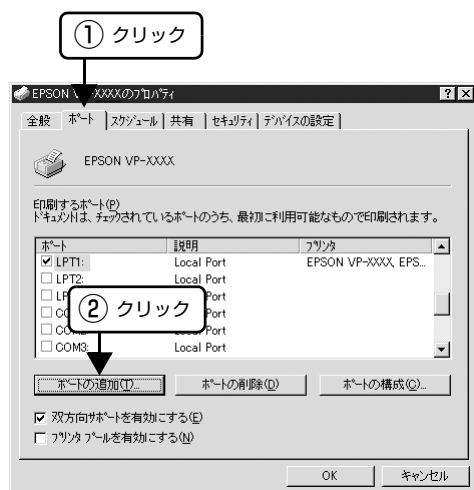 ① クリック
EPSON V XXXXのプロパティ
全般 ポート スケジュール 共有 セキュリティ デバイスの設定
EPSON VP-XXXX
印刷するポート(P)
ドキュメントは、チェックされているポートのうち、最初に利用可能なもので印刷されます。
ポート 説明 プリンタ
LPT1: Local Port EPSON VP-XXXX, EPS...
LPT2: Local Port
Local Port
② クリック
Local Port
COM3: Local Port
ポートの追加(T)... ポートの削除(D) ポートの構成(C)...
双方向サポートを有効にする(E)
プリンタ プールを有効にする(N)
OK キャンセル